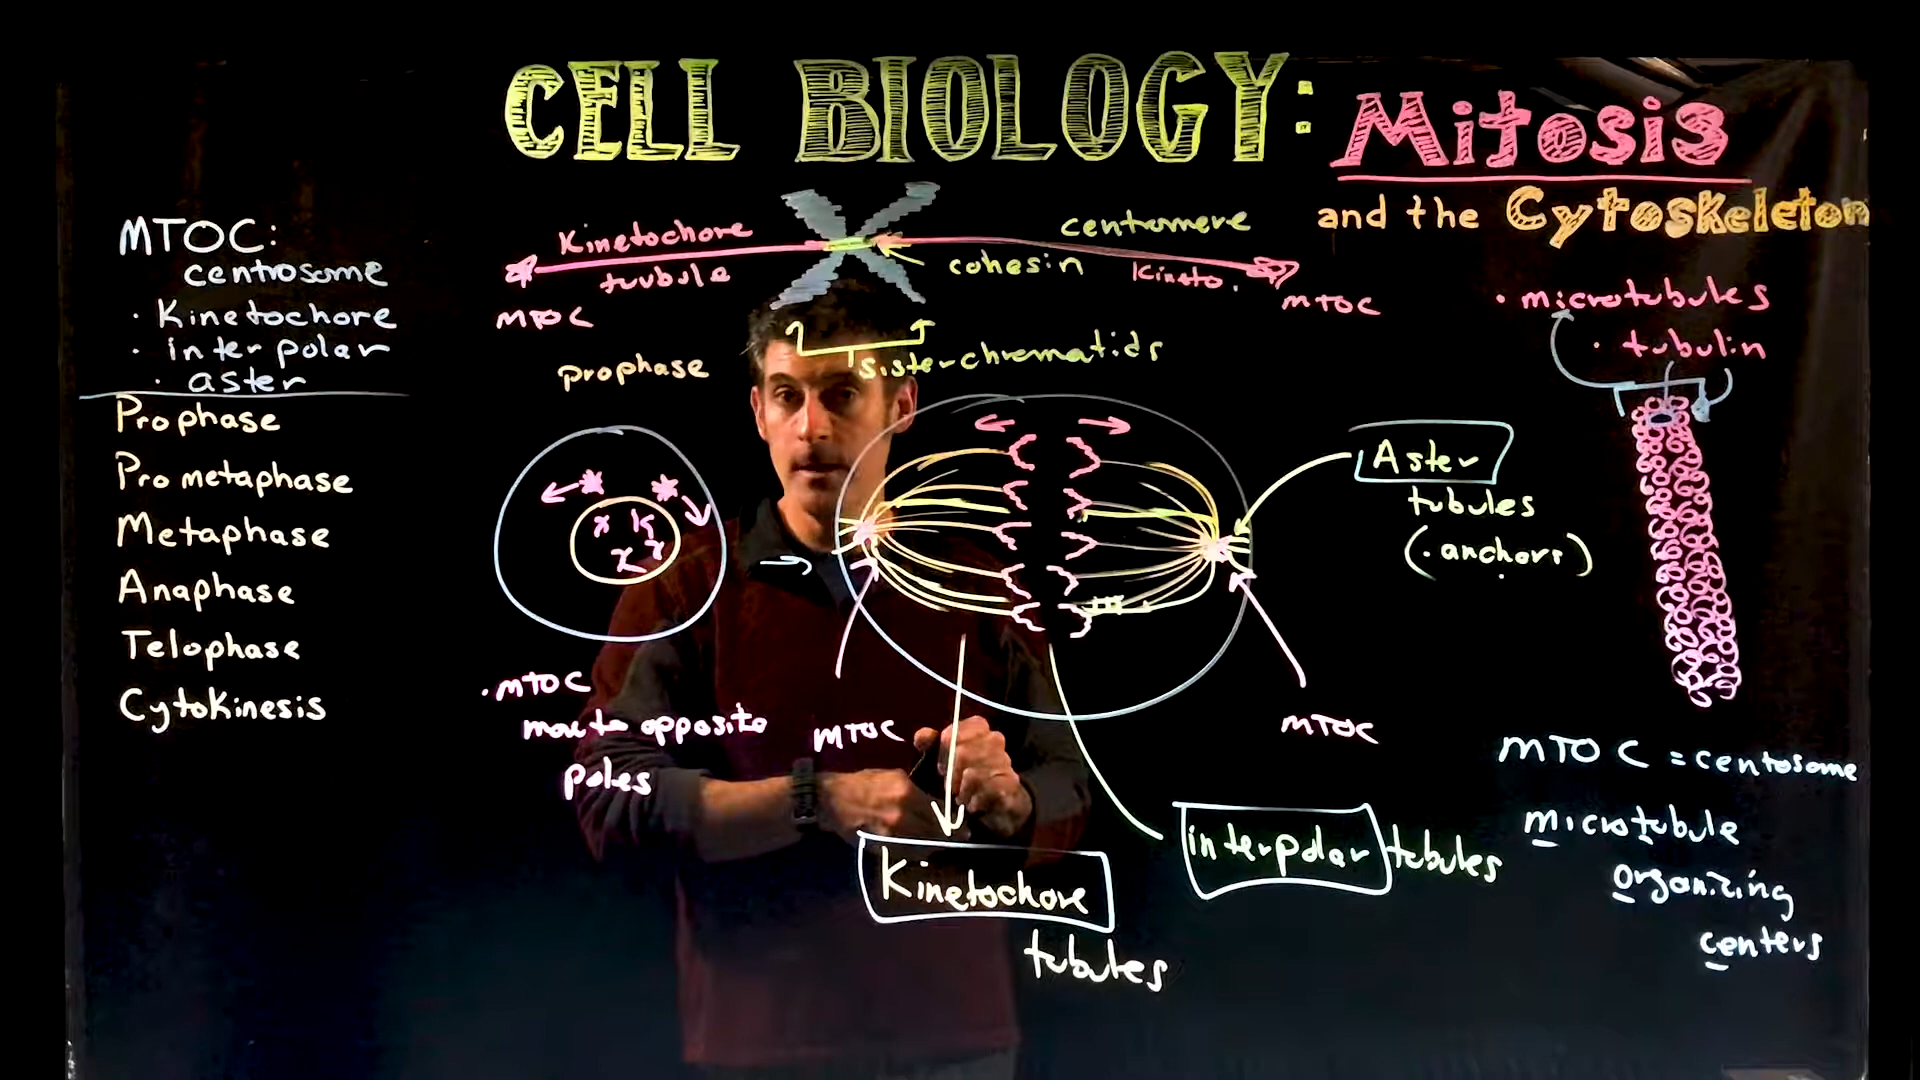 CELL BIOLOGY: Mitosis
and the Cytoskeleton
MTOC:
centrosome
· Kinetochore
· interpolar
· aster
Prophase
Prometaphase
Metaphase
Anaphase
Telophase
Cytokinesis
Kinetochore
tubule
MTOC
centromere
cohesin
Kineto.
MTOC
sister chromatids
prophase
· MTOC
move to opposite
poles
MTOC
Kinetochore
tubules
interpolar tubules
MTOC
Aster
tubules
(· anchors)
· microtubules
· tubulin
MTOC = centosome
microtubule
organizing
centers